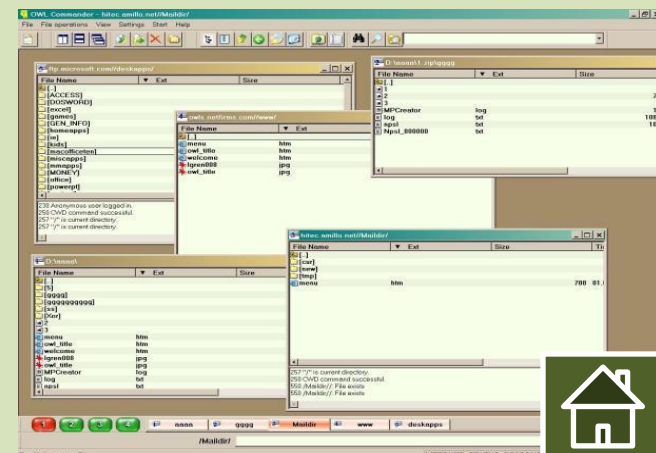 OWL Commander - hitec.amillo.net//Maildir/
File File operations View Settings Start Help
ftp.microsoft.com//deskapps/
File Name ▼ Ext Size
[..]
[ACCESS]
[DOSWORD]
[excel]
[games]
[GEN_INFO]
[homeapps]
[ie]
[kids]
[macofficeten]
[miscapps]
[mmapps]
[MONEY]
[office]
[powerpt]
230 Anonymous user logged in.
250 CWD command successful.
257 "/" is current directory.
257 "/" is current directory.
owls.netfirms.com//www/
File Name ▼ Ext
[..]
menu htm
owl_title htm
welcome htm
lgren008 jpg
owl_title jpg
D:\aaaa\1.zip\gggg
File Name ▼ Ext Size
[..]
1
2
3
MPCreator log
log txt
npsl txt
Npsl_000000 txt
D:\aaaa\
File Name ▼ Ext Size
[..]
[5]
[gggg]
[gggggggggg]
[ss]
[Xer]
2
3
menu htm
owl_title htm
welcome htm
lgren008 jpg
owl_title jpg
MPCreator log
log txt
npsl txt
hitec.amillo.net//Maildir/
File Name ▼ Ext Size
[..]
[cur]
[new]
[tmp]
menu htm 708
257 "/" is current directory.
250 CWD command successful.
550 /Maildir//: File exists
550 /Maildir//: File exists
1 2 3 4 aaaa gggg Maildir www deskapps
/Maildir/